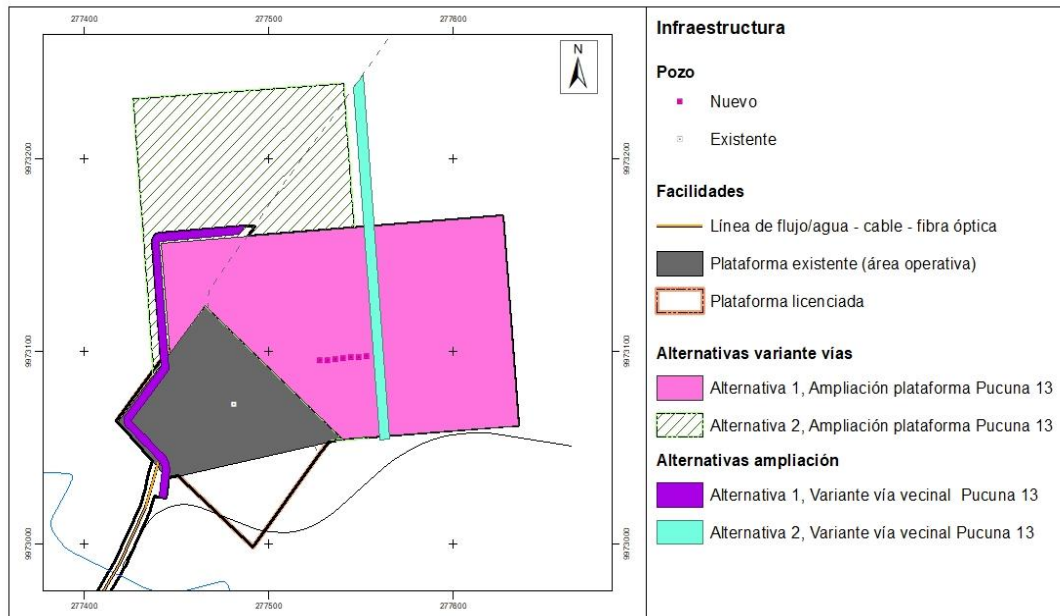 277400
277500
277600
N
9973200
9973200
9973100
9973100
9973000
9973000
277400
277500
277600
Infraestructura
Pozo
Nuevo
Existente
Facilidades
Línea de flujo/agua - cable - fibra óptica
Plataforma existente (área operativa)
Plataforma licenciada
Alternativas variante vías
Alternativa 1, Ampliación plataforma Pucuna 13
Alternativa 2, Ampliación plataforma Pucuna 13
Alternativas ampliación
Alternativa 1, Variante vía vecinal Pucuna 13
Alternativa 2, Variante vía vecinal Pucuna 13